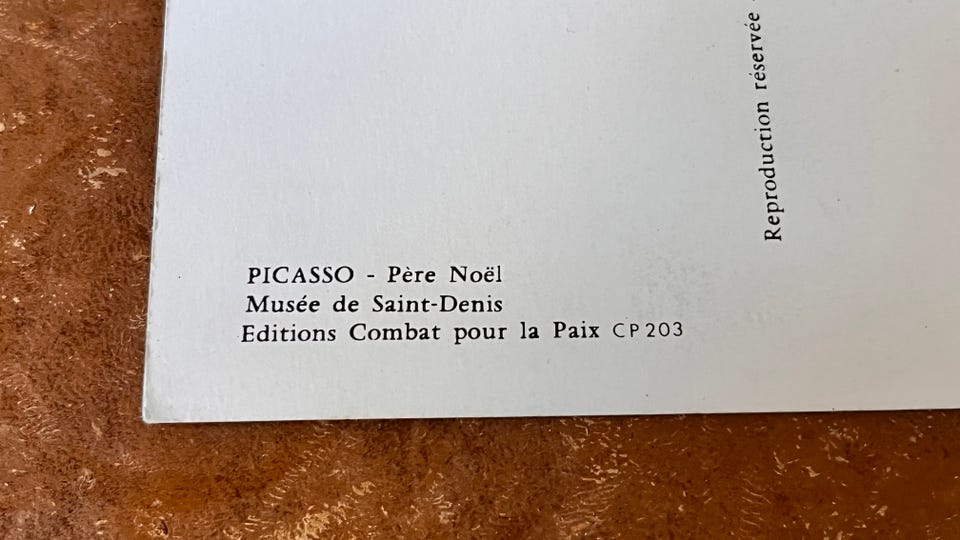 PICASSO - Père Noël
Musée de Saint-Denis
Editions Combat pour la Paix CP 203
Reproduction réservée